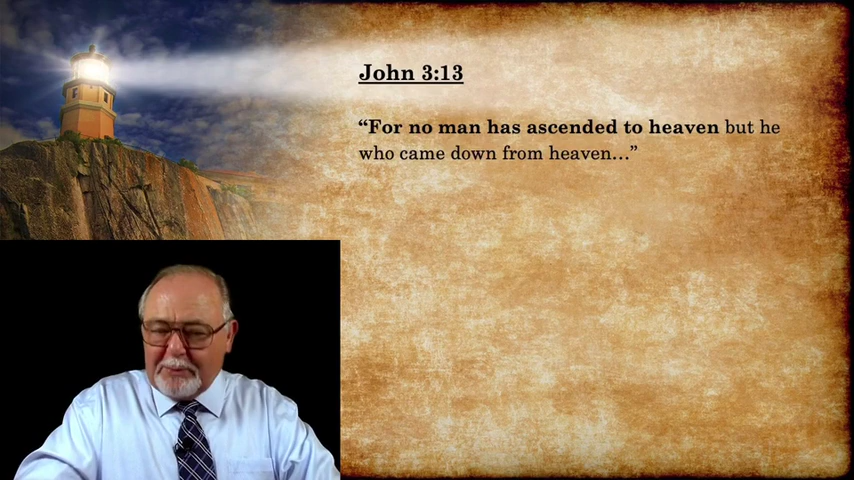 John 3:13
“For no man has ascended to heaven but he
who came down from heaven…”